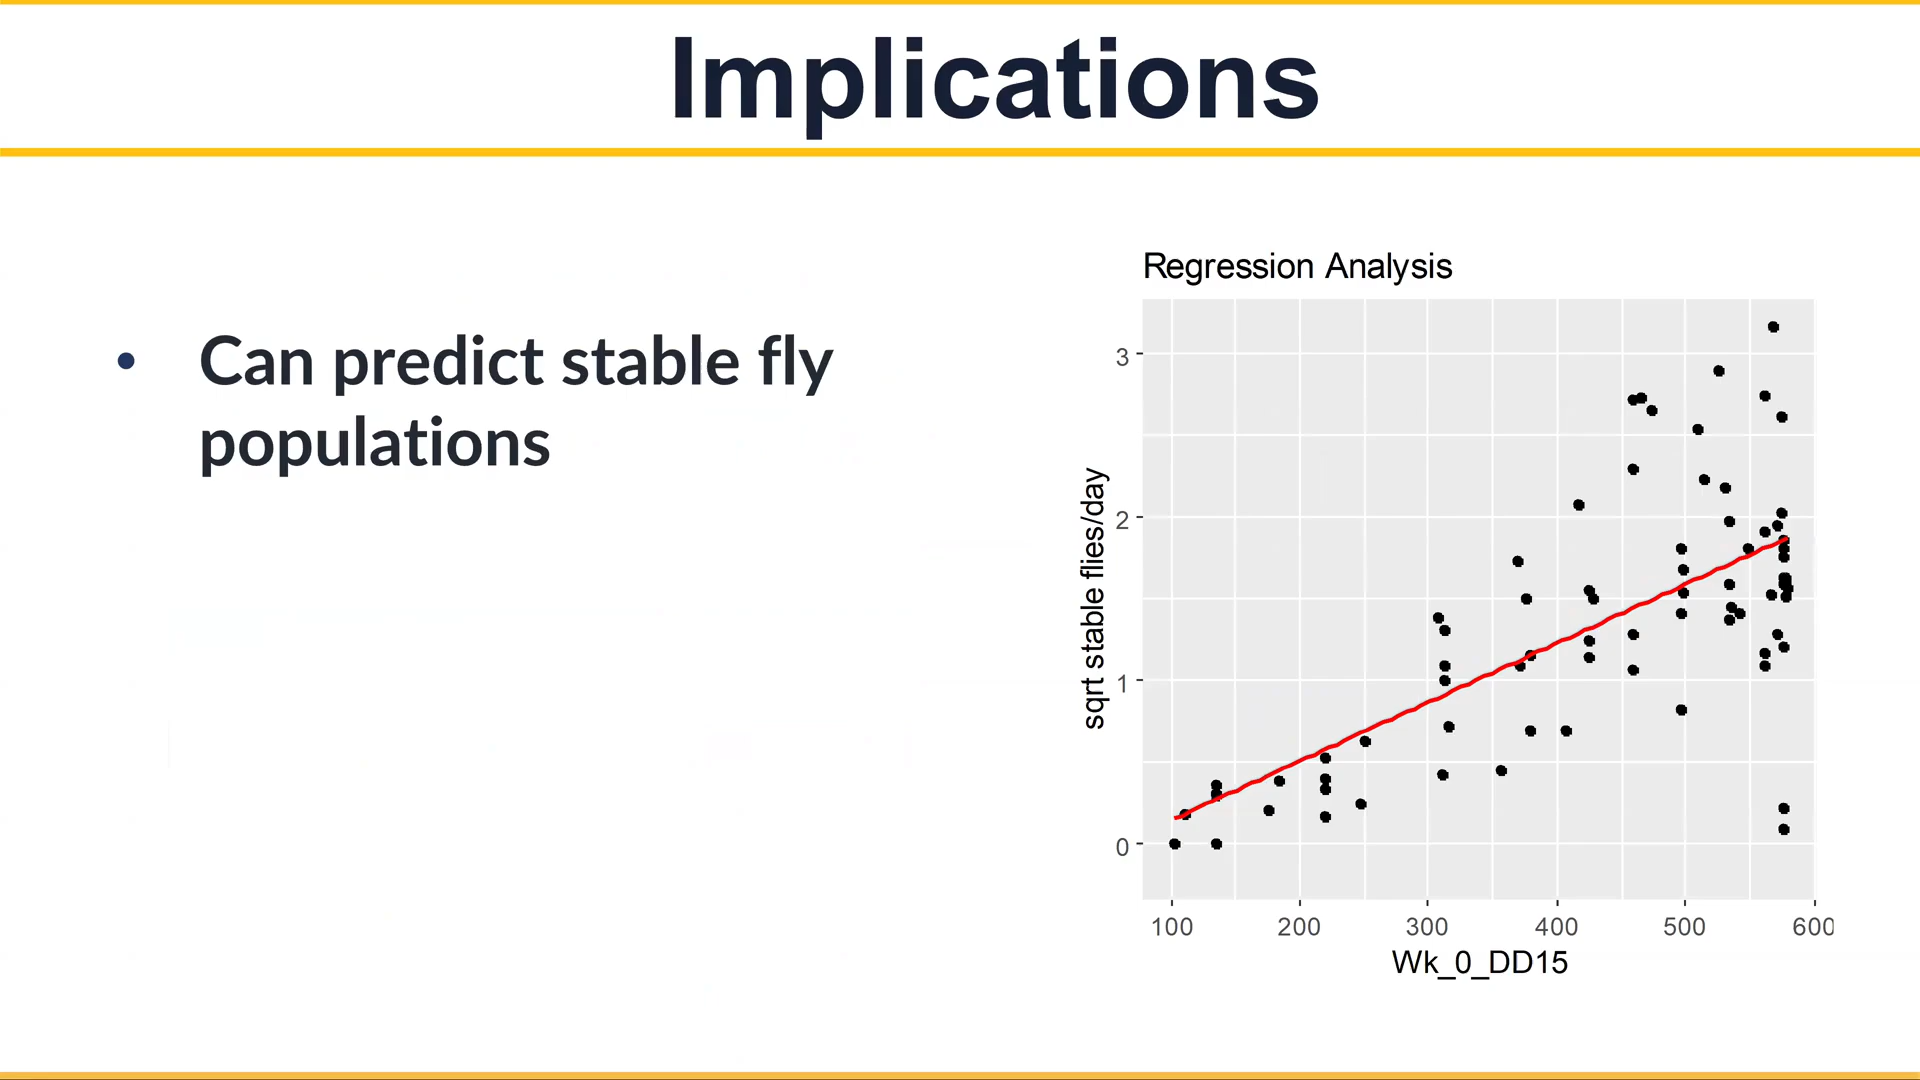 Implications
• Can predict stable fly
populations
Regression Analysis
sqrt stable flies/day
3
2
1
0
100 200 300 400 500 600
Wk_0_DD15